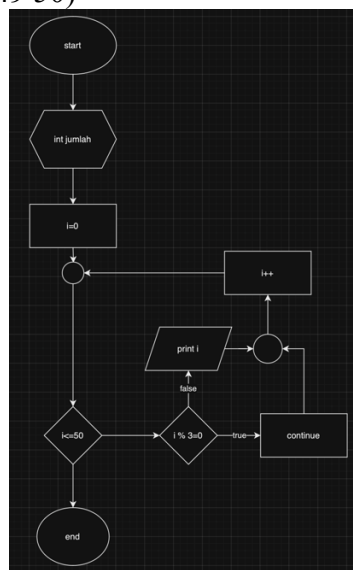 start
int jumlah
i=0
i++
print i
false
i<=50
i % 3=0
true
continue
end